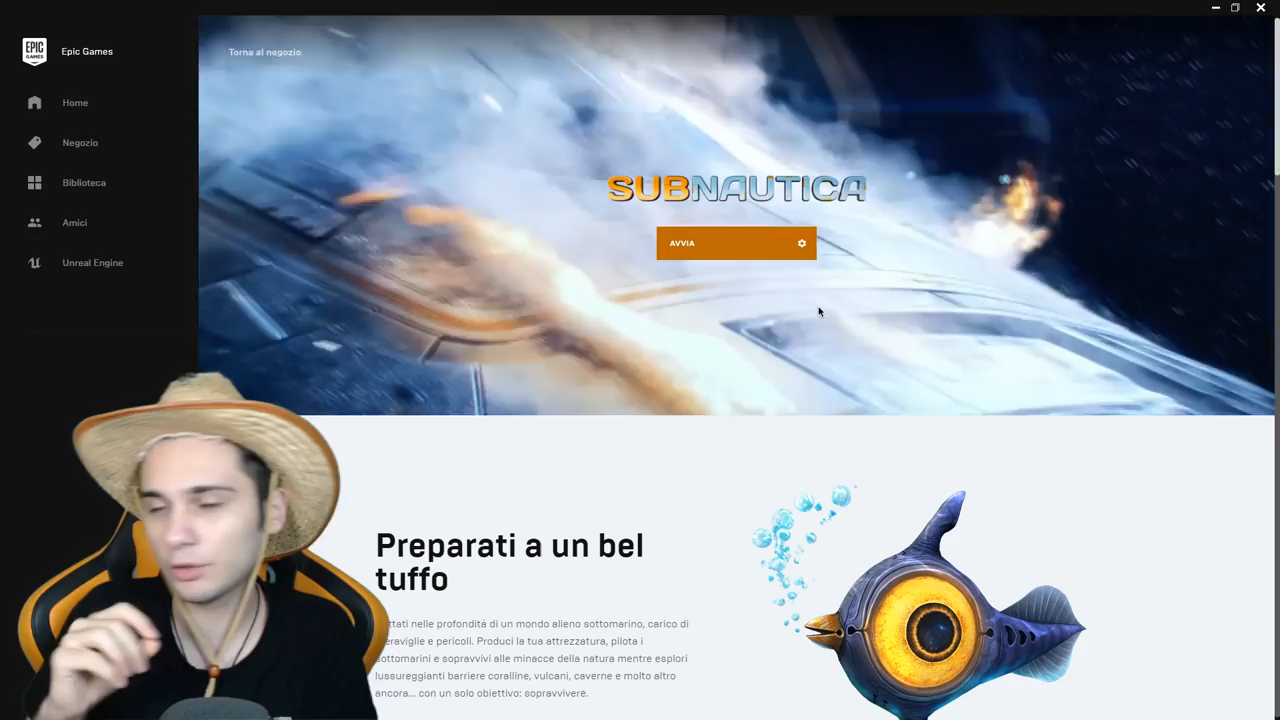 EPIC
GAMES
Epic Games
Home
Negozio
Biblioteca
Amici
Unreal Engine
Torna al negozio
SUBNAUTICA
AVVIA
Preparati a un bel
tuffo
nelle profondità di un mondo alieno sottomarino, carico di
e pericoli. Produci la tua attrezzatura, pilota i
e sopravvivi alle minacce della natura mentre esplori
lussureggianti barriere coralline, vulcani, caverne e molto altro
ancora... con un solo obiettivo: sopravvivere.